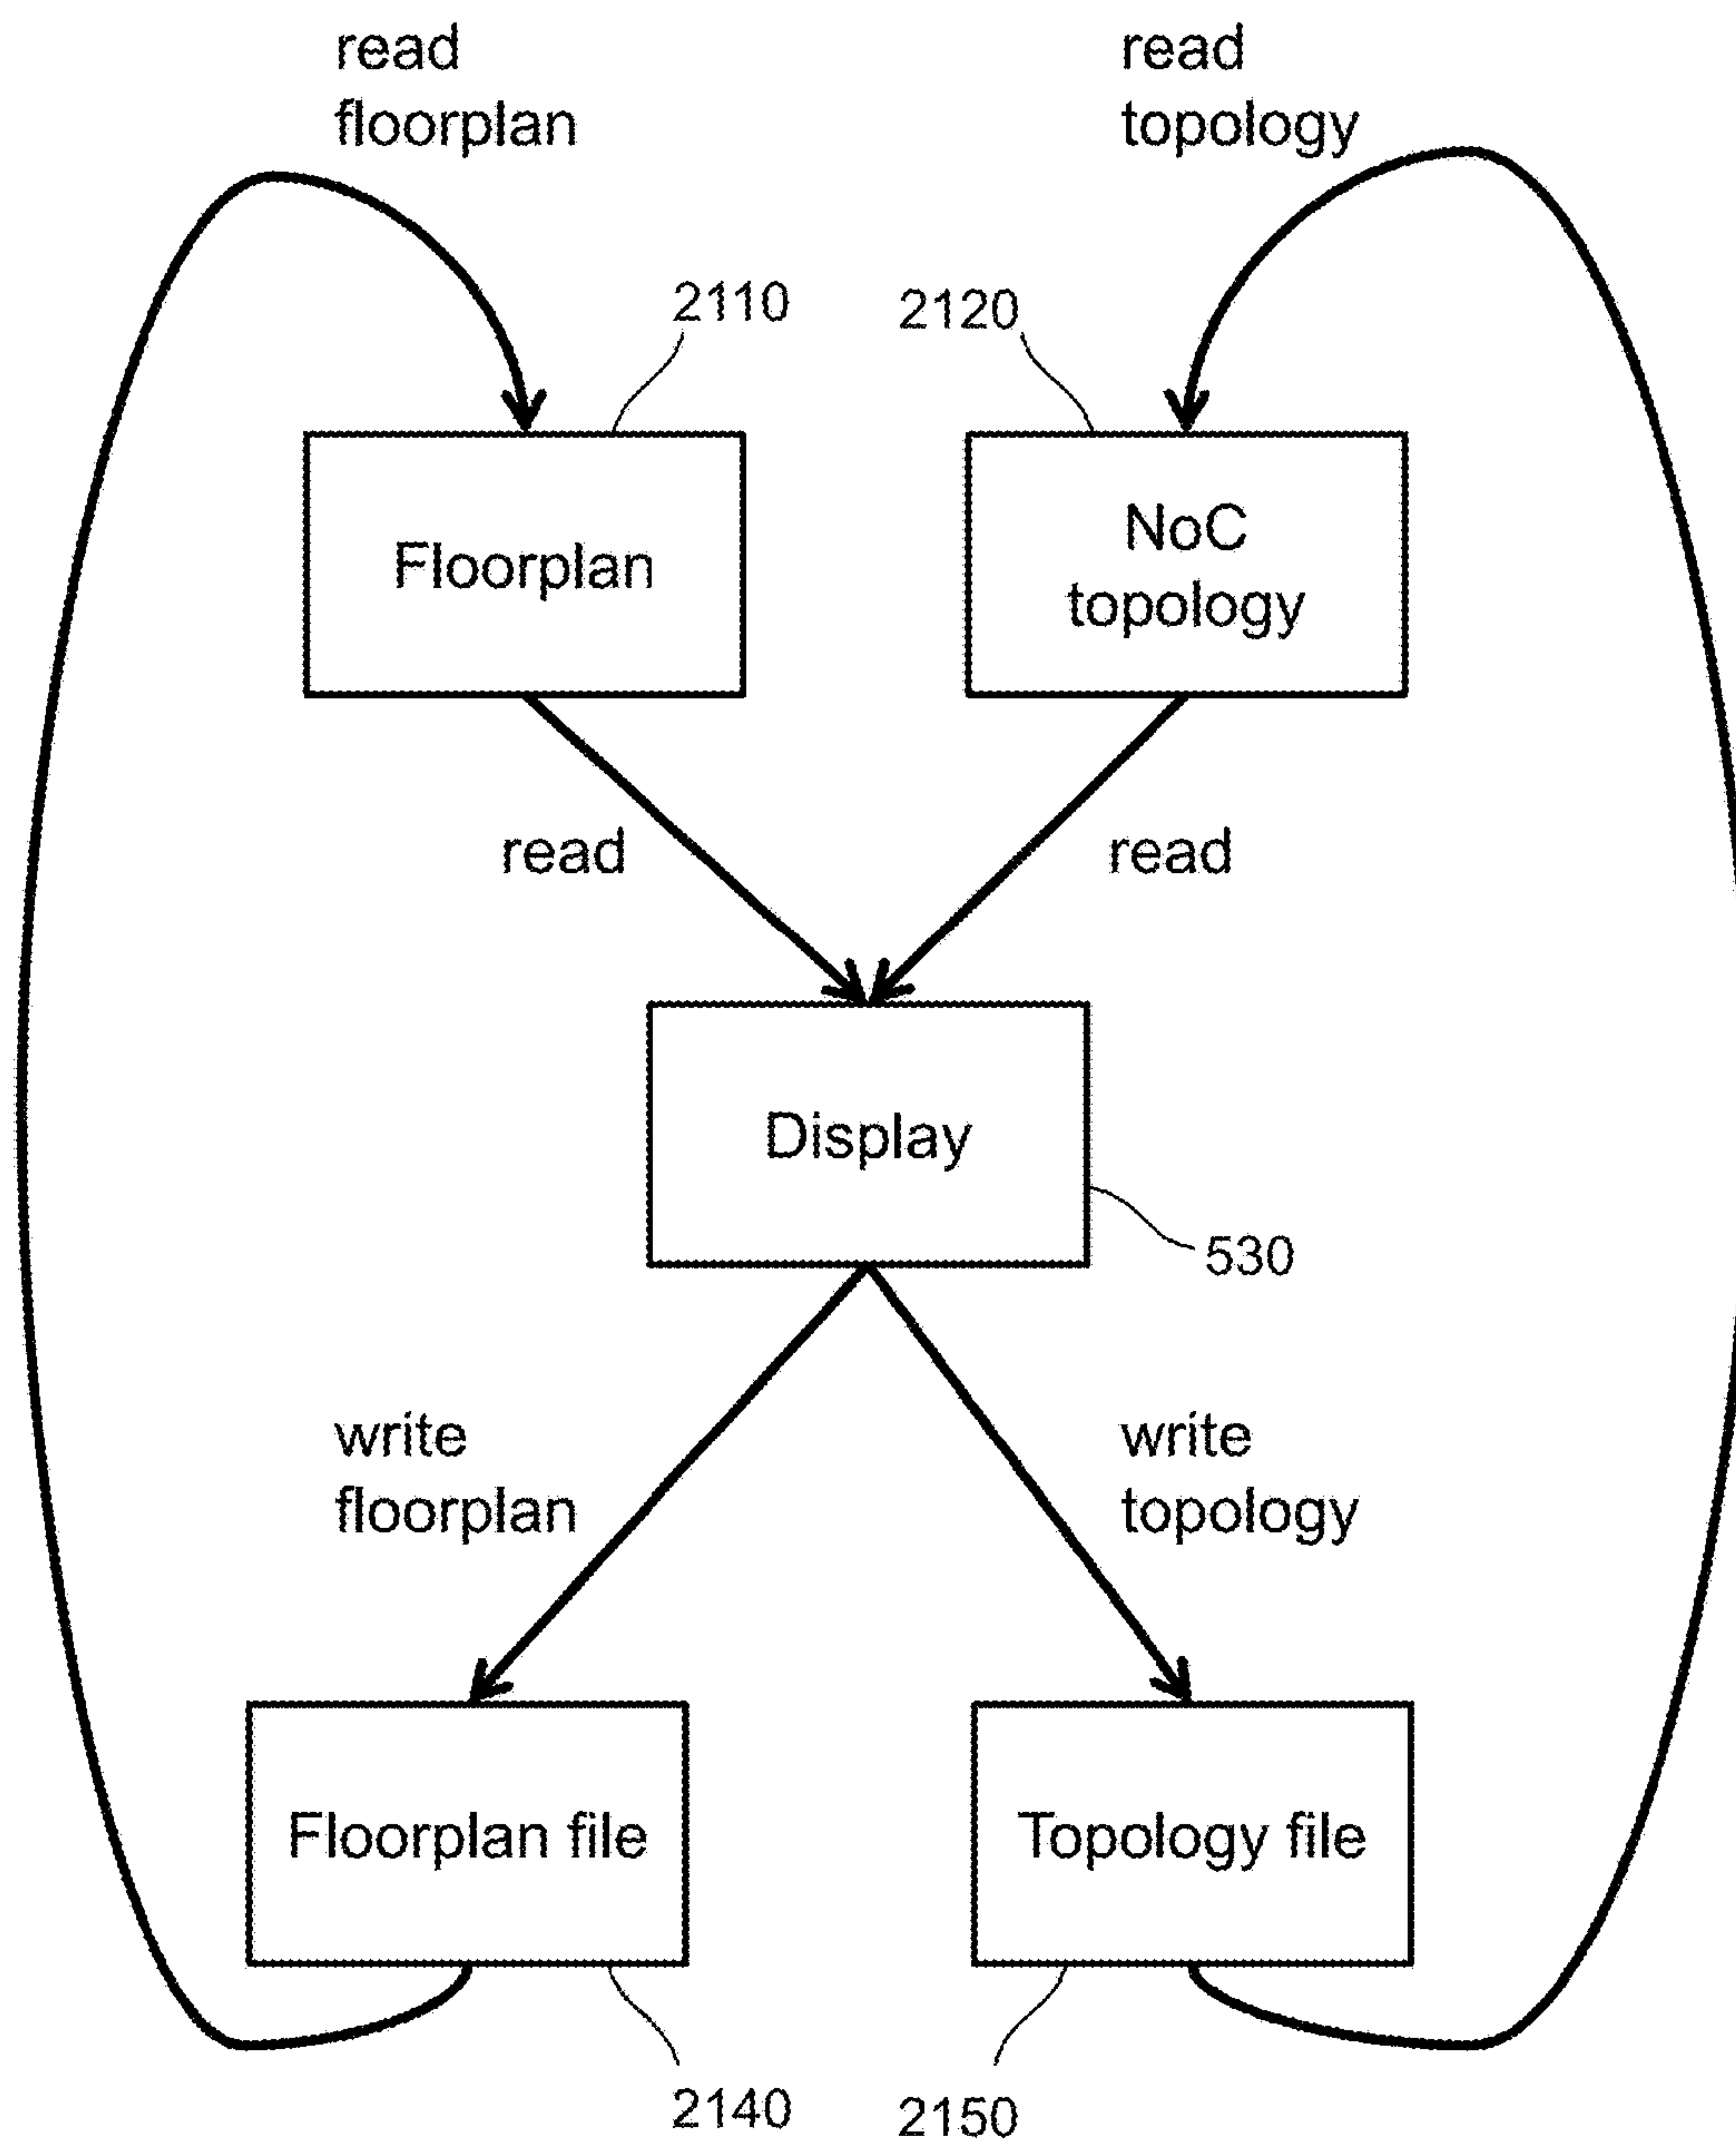 read
floorplan
read
topology
2110
2120
Floorplan
NoC
topology
read
read
Display
530
write
floorplan
write
topology
Floorplan file
Topology file
2140
2150